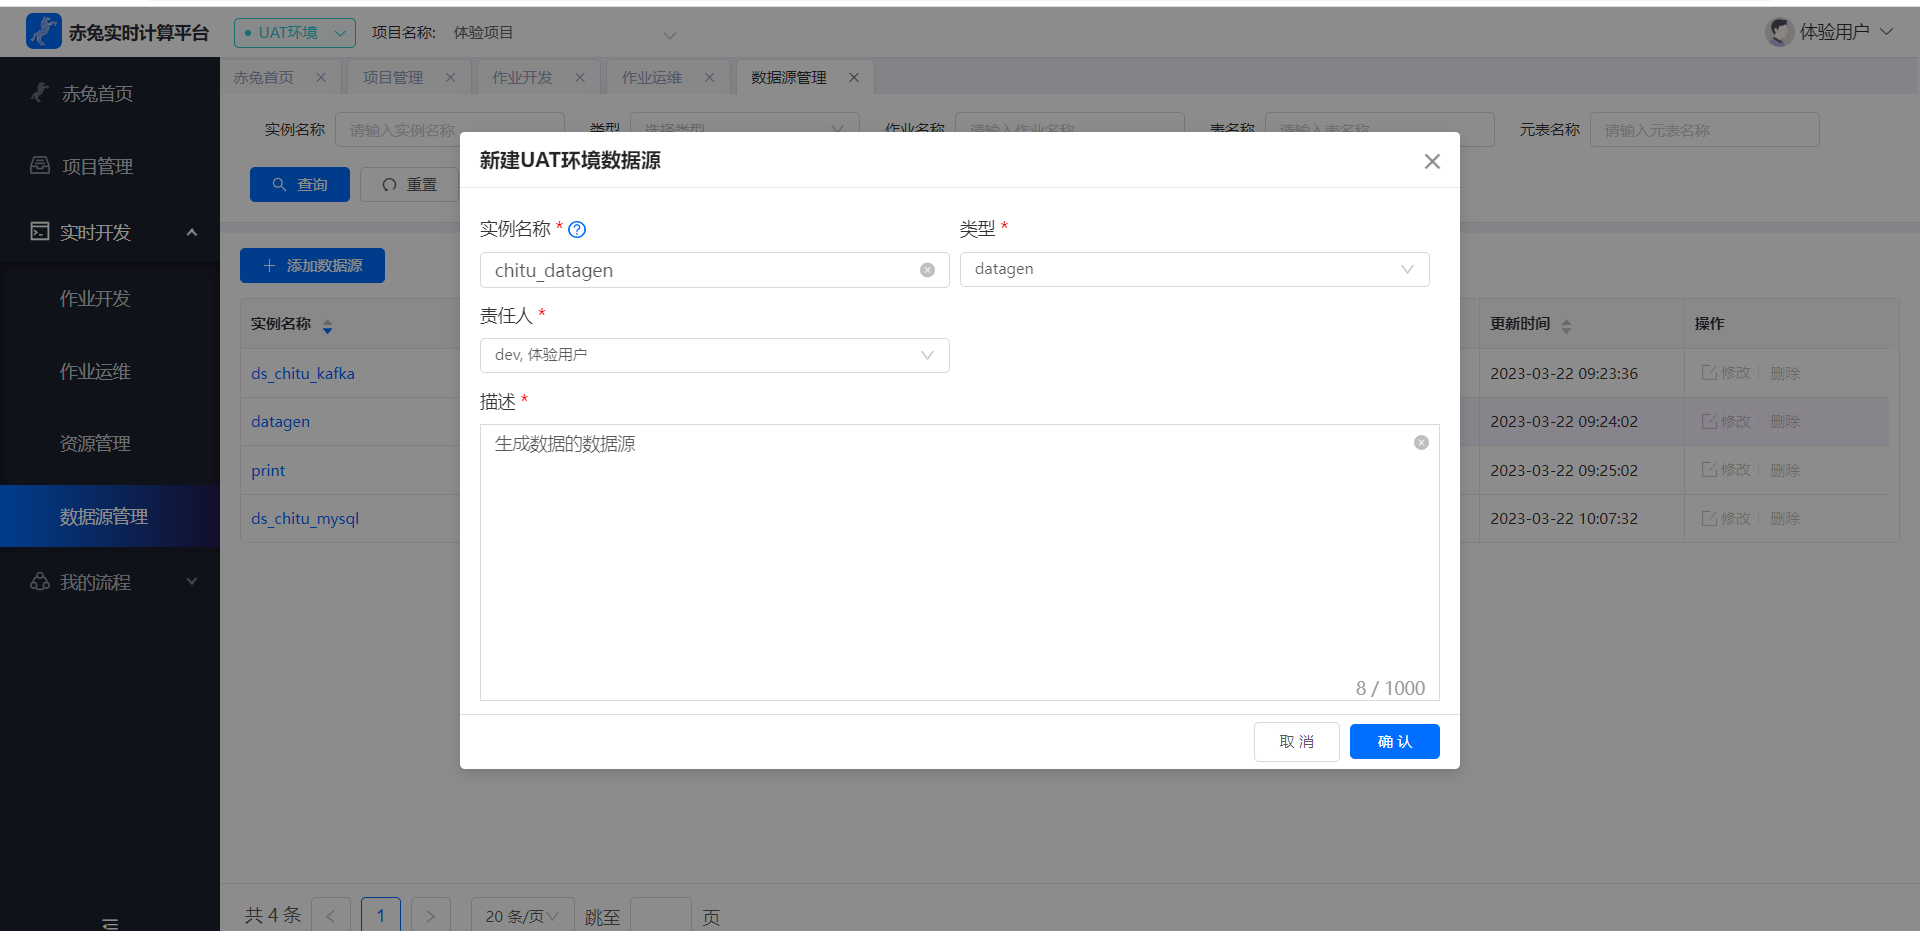 赤兔实时计算平台
UAT环境
项目名称:
体验项目
体验用户
赤兔首页
项目管理
作业开发
作业运维
数据源管理
赤兔首页
项目管理
实时开发
作业开发
作业运维
资源管理
数据源管理
我的流程
实例名称
请输入实例名称
类型
选择类型
作业名称
请输入作业名称
表名称
请输入表名称
元表名称
请输入元表名称
查询
重置
添加数据源
实例名称
更新时间
操作
ds_chitu_kafka
2023-03-22 09:23:36
修改
删除
datagen
2023-03-22 09:24:02
修改
删除
print
2023-03-22 09:25:02
修改
删除
ds_chitu_mysql
2023-03-22 10:07:32
修改
删除
新建UAT环境数据源
实例名称 *
类型 *
chitu_datagen
datagen
责任人 *
dev, 体验用户
描述 *
生成数据的数据源
8 / 1000
取 消
确 认
共 4 条
1
20 条/页
跳至
页